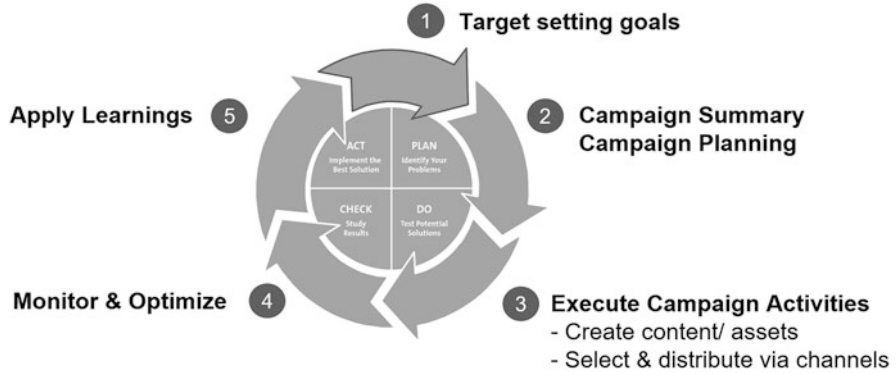 1 Target setting goals
2 Campaign Summary
Campaign Planning
3 Execute Campaign Activities
- Create content/ assets
- Select & distribute via channels
4 Monitor & Optimize
5 Apply Learnings
ACT
Implement the
Best Solution
PLAN
Identify Your
Problems
CHECK
Study
Results
DO
Test Potential
Solutions